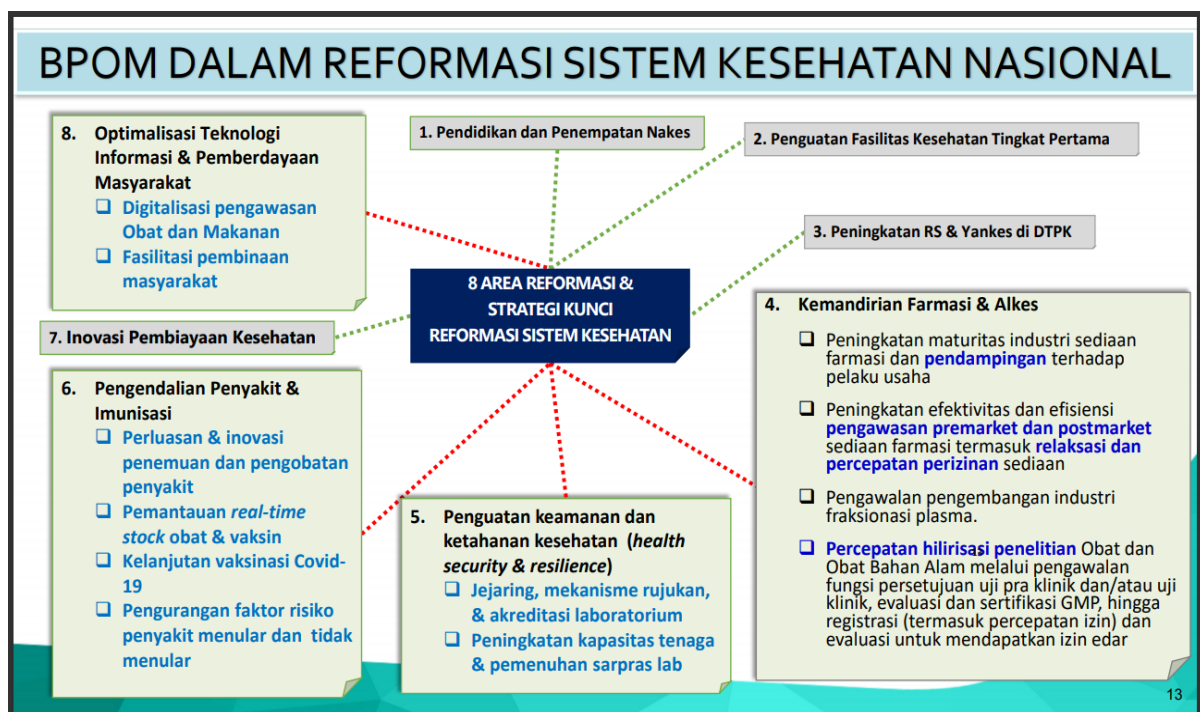 BPOM DALAM REFORMASI SISTEM KESEHATAN NASIONAL
1. Pendidikan dan Penempatan Nakes
2. Penguatan Fasilitas Kesehatan Tingkat Pertama
3. Peningkatan RS & Yankes di DTPK
8 AREA REFORMASI &
STRATEGI KUNCI
REFORMASI SISTEM KESEHATAN
4. Kemandirian Farmasi & Alkes
Peningkatan maturitas industri sediaan
farmasi dan pendampingan terhadap
pelaku usaha
Peningkatan efektivitas dan efisiensi
pengawasan premarket dan postmarket
sediaan farmasi termasuk relaksasi dan
percepatan perizinan sediaan
Pengawalan pengembangan industri
fraksionasi plasma.
Percepatan hilirisasi penelitian Obat dan
Obat Bahan Alam melalui pengawalan
fungsi persetujuan uji pra klinik dan/atau uji
klinik, evaluasi dan sertifikasi GMP, hingga
registrasi (termasuk percepatan izin) dan
evaluasi untuk mendapatkan izin edar
5. Penguatan keamanan dan
ketahanan kesehatan (health
security & resilience)
Jejaring, mekanisme rujukan,
& akreditasi laboratorium
Peningkatan kapasitas tenaga
& pemenuhan sarpras lab
6. Pengendalian Penyakit &
Imunisasi
Perluasan & inovasi
penemuan dan pengobatan
penyakit
Pemantauan real-time
stock obat & vaksin
Kelanjutan vaksinasi Covid-
19
Pengurangan faktor risiko
penyakit menular dan tidak
menular
7. Inovasi Pembiayaan Kesehatan
8. Optimalisasi Teknologi
Informasi & Pemberdayaan
Masyarakat
Digitalisasi pengawasan
Obat dan Makanan
Fasilitasi pembinaan
masyarakat
13